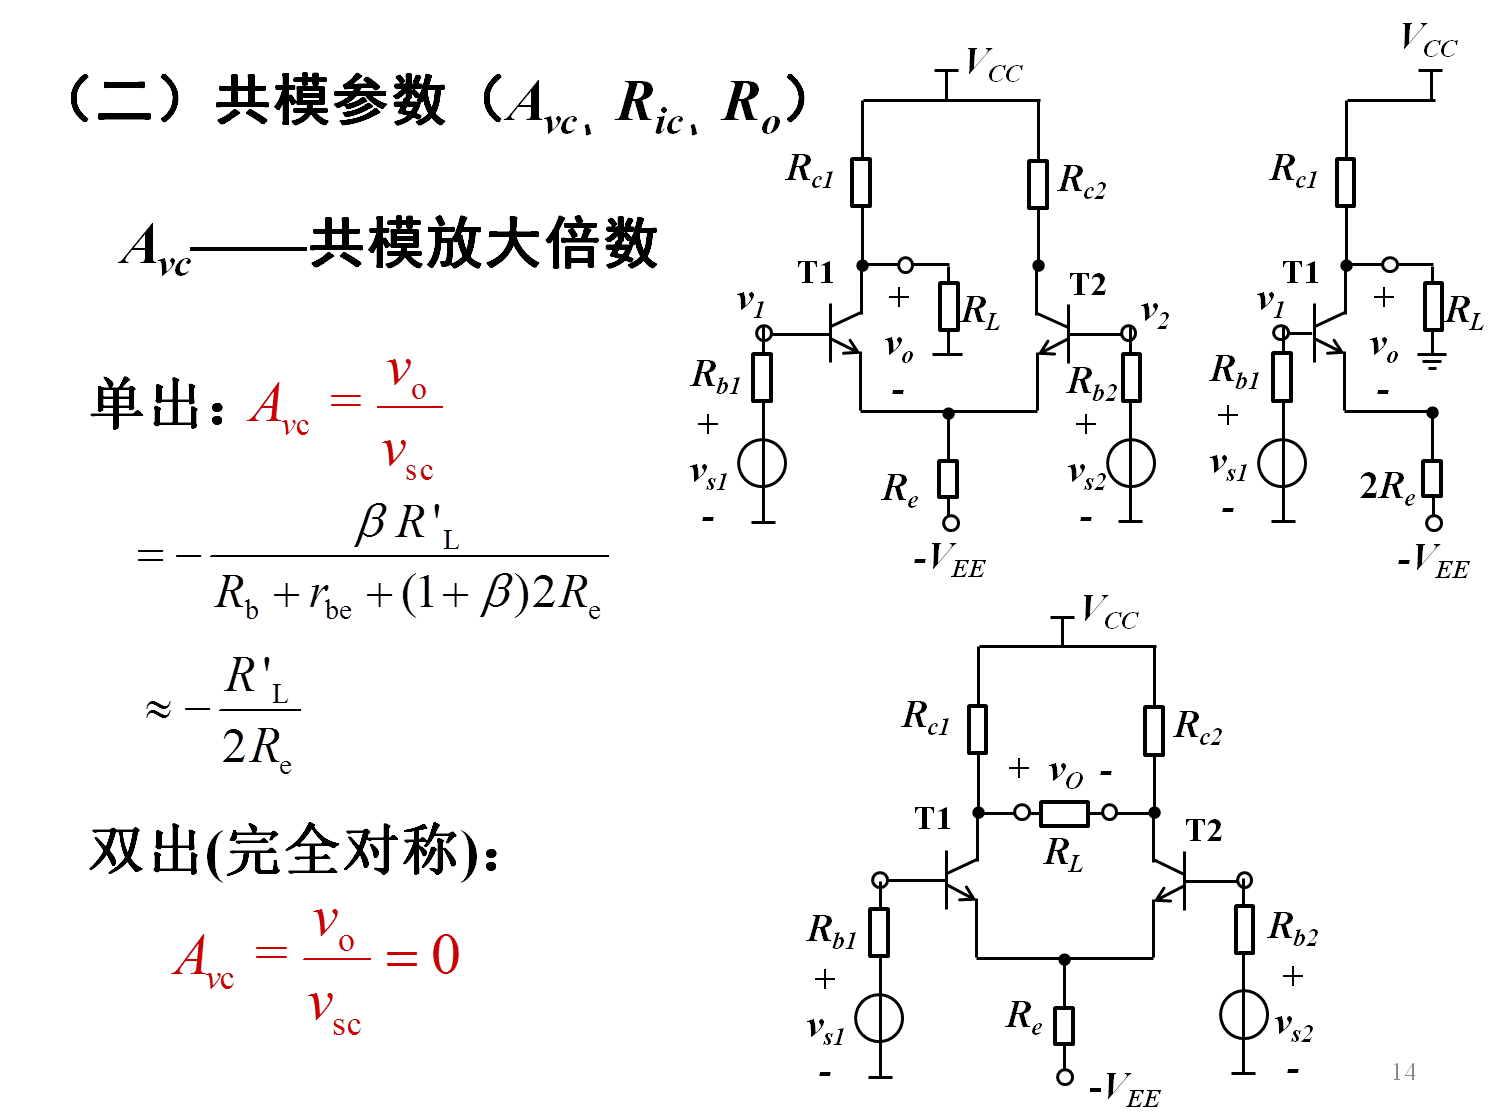 （二）共模参数（Avc、Ric、Ro）
Avc——共模放大倍数
单出：Avc = vo / vsc
= − βR'L / (Rb + rbe + (1+β)2Re)
≈ − R'L / 2Re
双出(完全对称)：
Avc = vo / vsc = 0
VCC
Rc1
Rc2
T1
T2
v1
v2
+
vo
-
RL
Rb1
Rb2
+
vs1
-
+
vs2
-
Re
-VEE
VCC
Rc1
T1
v1
+
vo
-
RL
Rb1
+
vs1
-
2Re
-VEE
VCC
Rc1
Rc2
+ vO -
T1
T2
RL
Rb1
Rb2
+
vs1
-
+
vs2
-
Re
-VEE
14